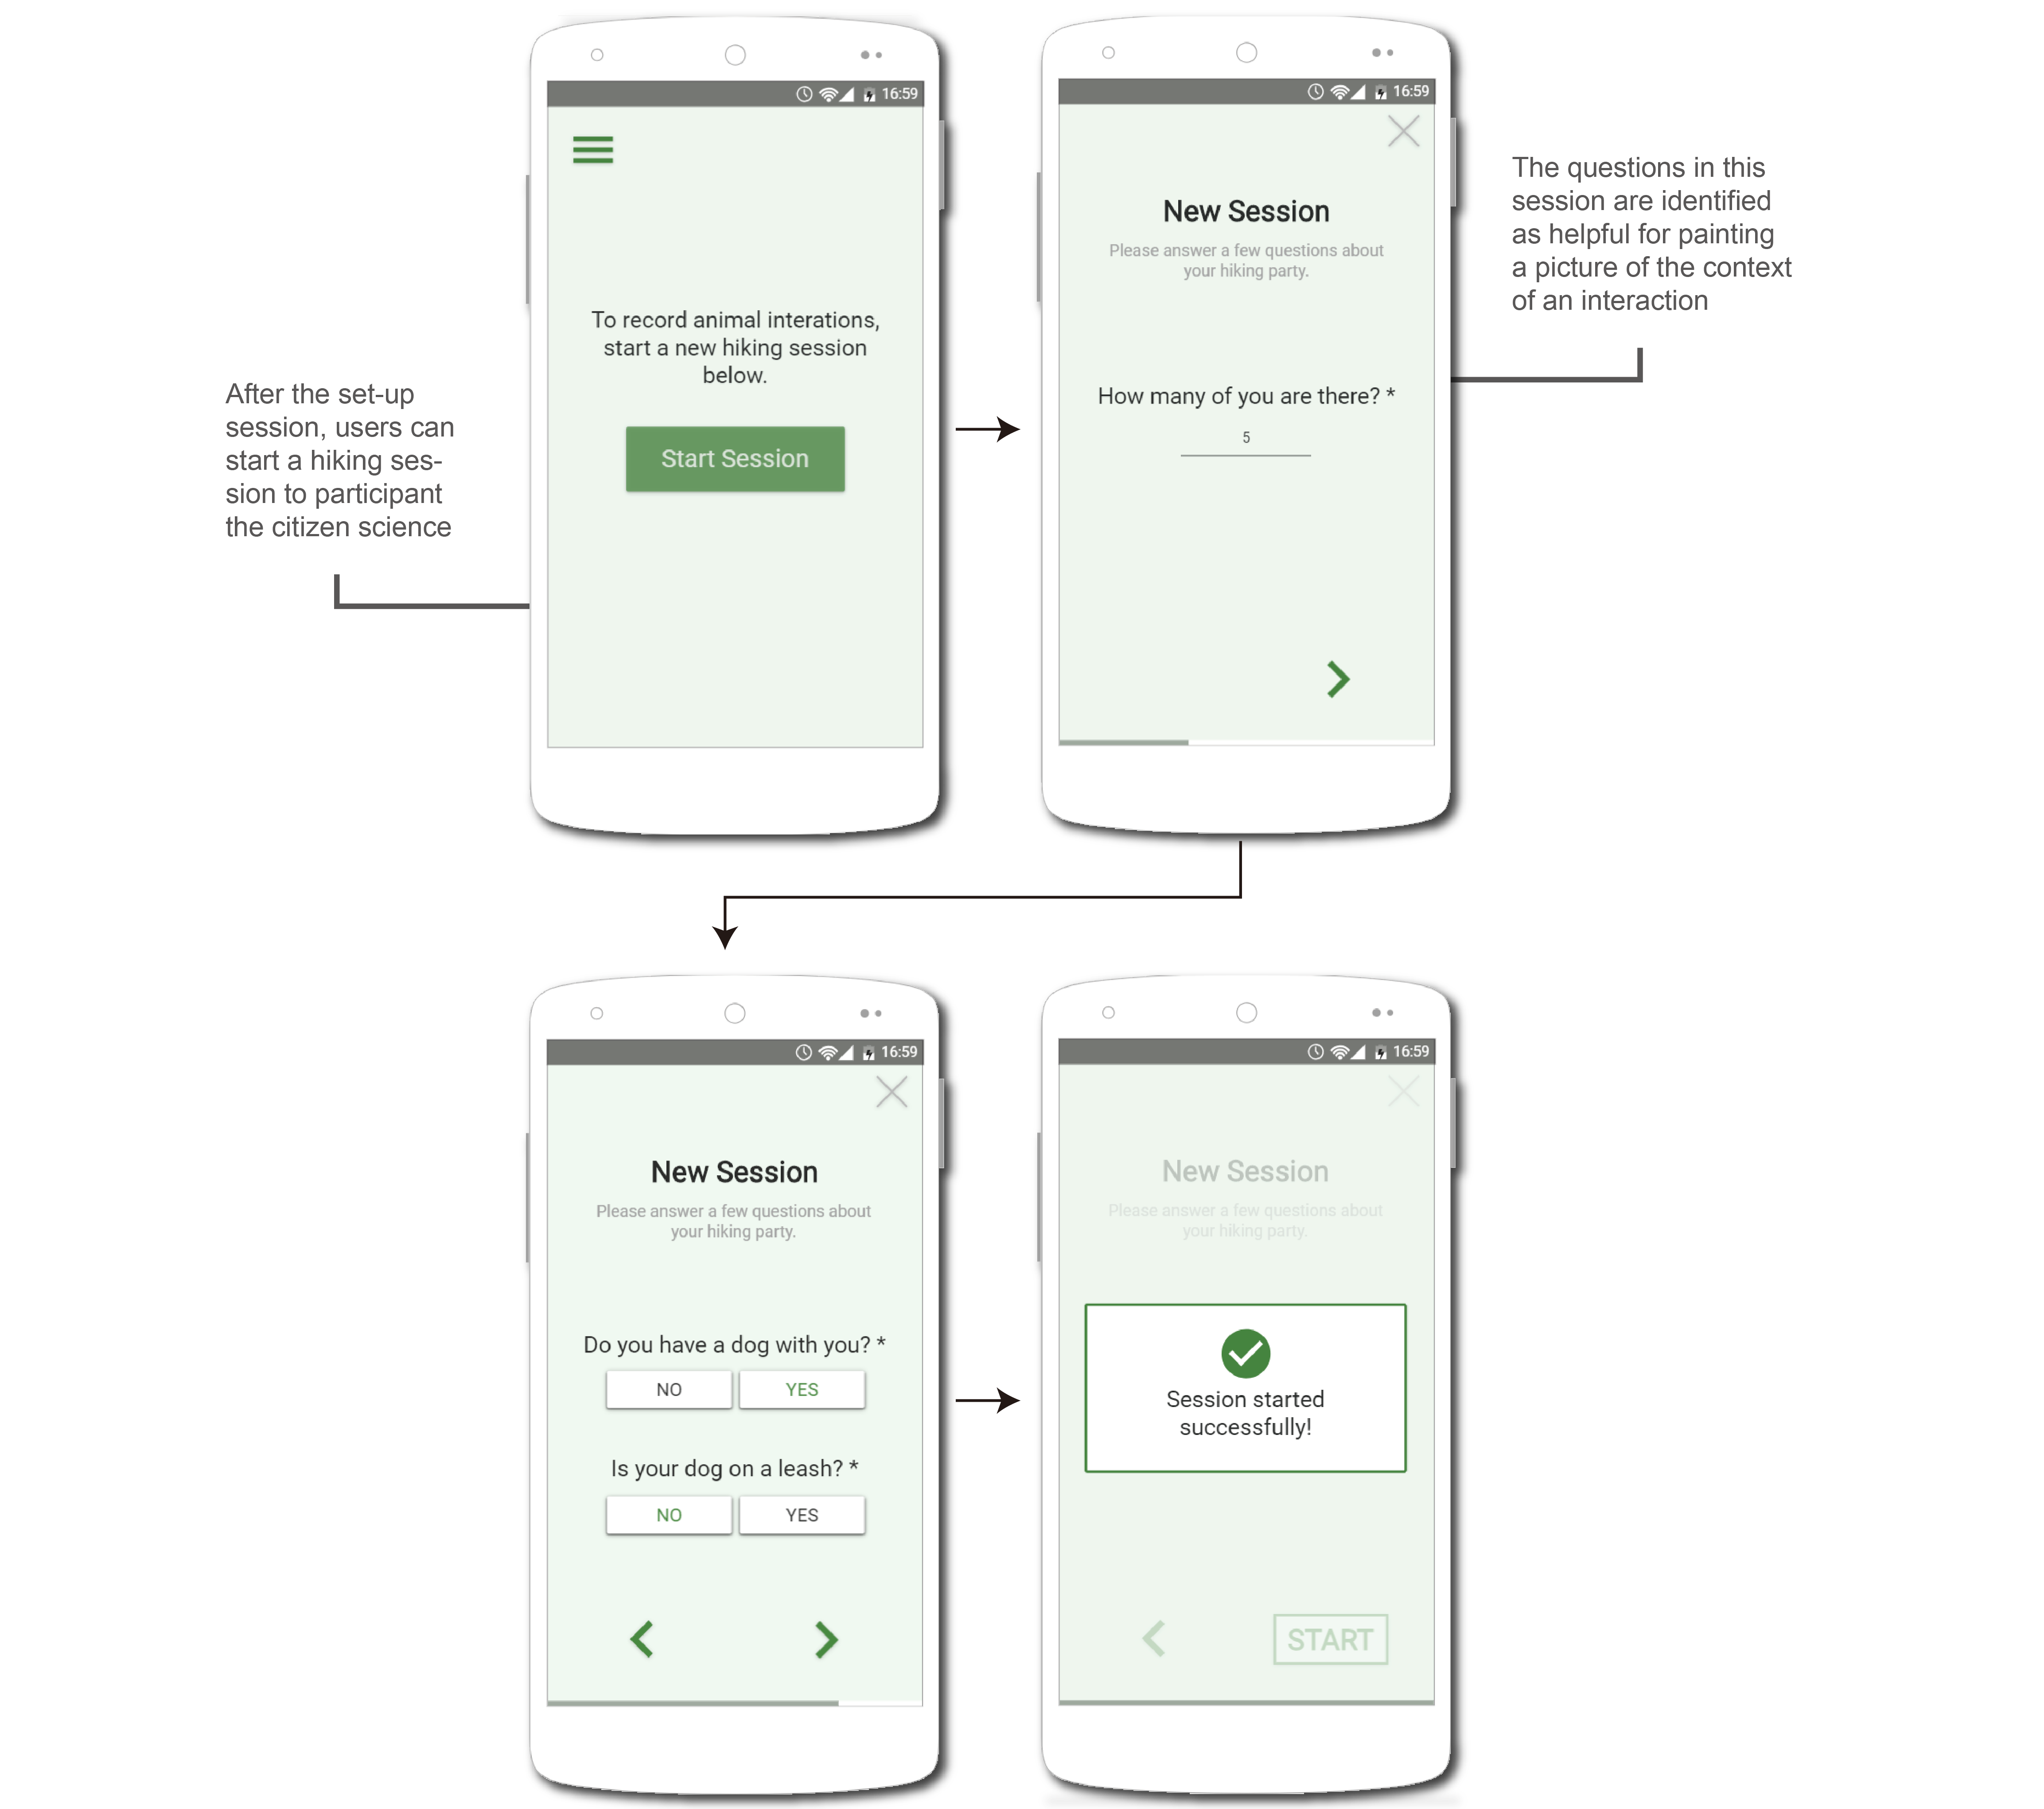 16:59
To record animal interations,
start a new hiking session
below.
Start Session
After the set-up
session, users can
start a hiking ses-
sion to participant
the citizen science
16:59
New Session
Please answer a few questions about
your hiking party.
How many of you are there? *
5
The questions in this
session are identified
as helpful for painting
a picture of the context
of an interaction
16:59
New Session
Please answer a few questions about
your hiking party.
Do you have a dog with you? *
NO YES
Is your dog on a leash? *
NO YES
16:59
New Session
Please answer a few questions about
your hiking party.
Session started
successfully!
START